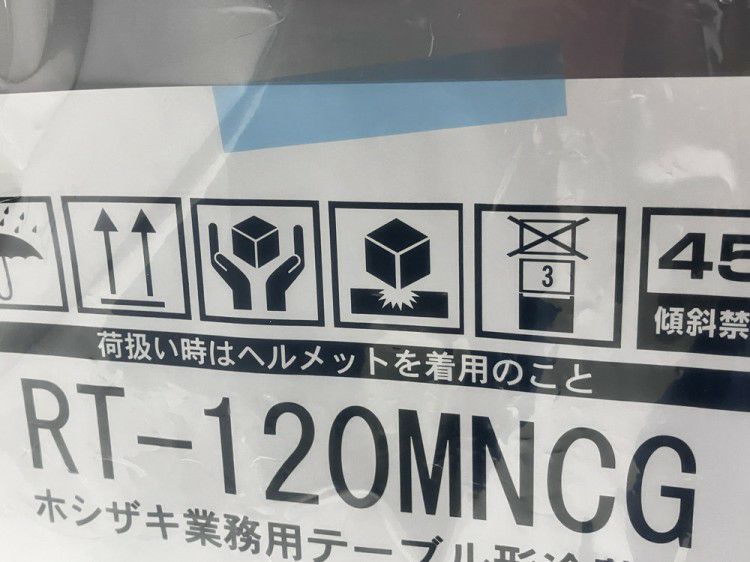 3
45
傾斜禁
荷扱い時はヘルメットを着用のこと
RT-120MNCG
ホシザキ業務用テーブル形冷